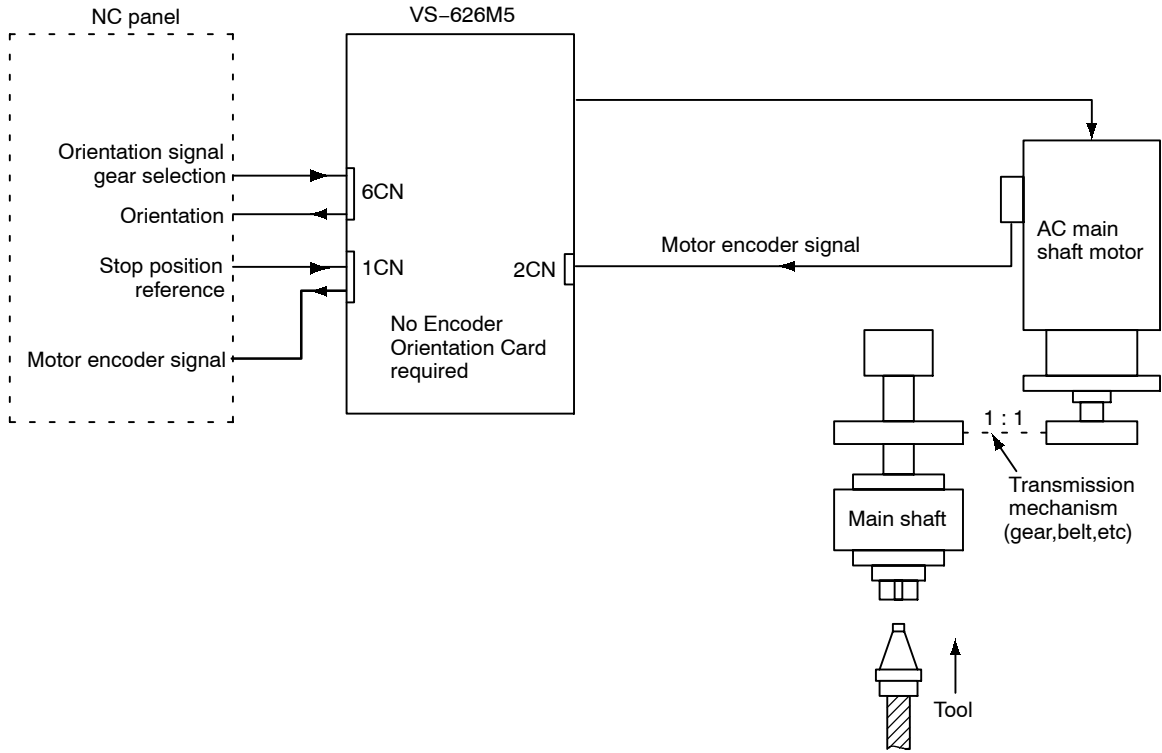 NC panel
VS−626M5
Orientation signal
gear selection
6CN
Orientation
Stop position
reference
1CN
2CN
Motor encoder signal
AC main
shaft motor
No Encoder
Orientation Card
required
Motor encoder signal
1 : 1
Transmission
mechanism
(gear,belt,etc)
Main shaft
Tool